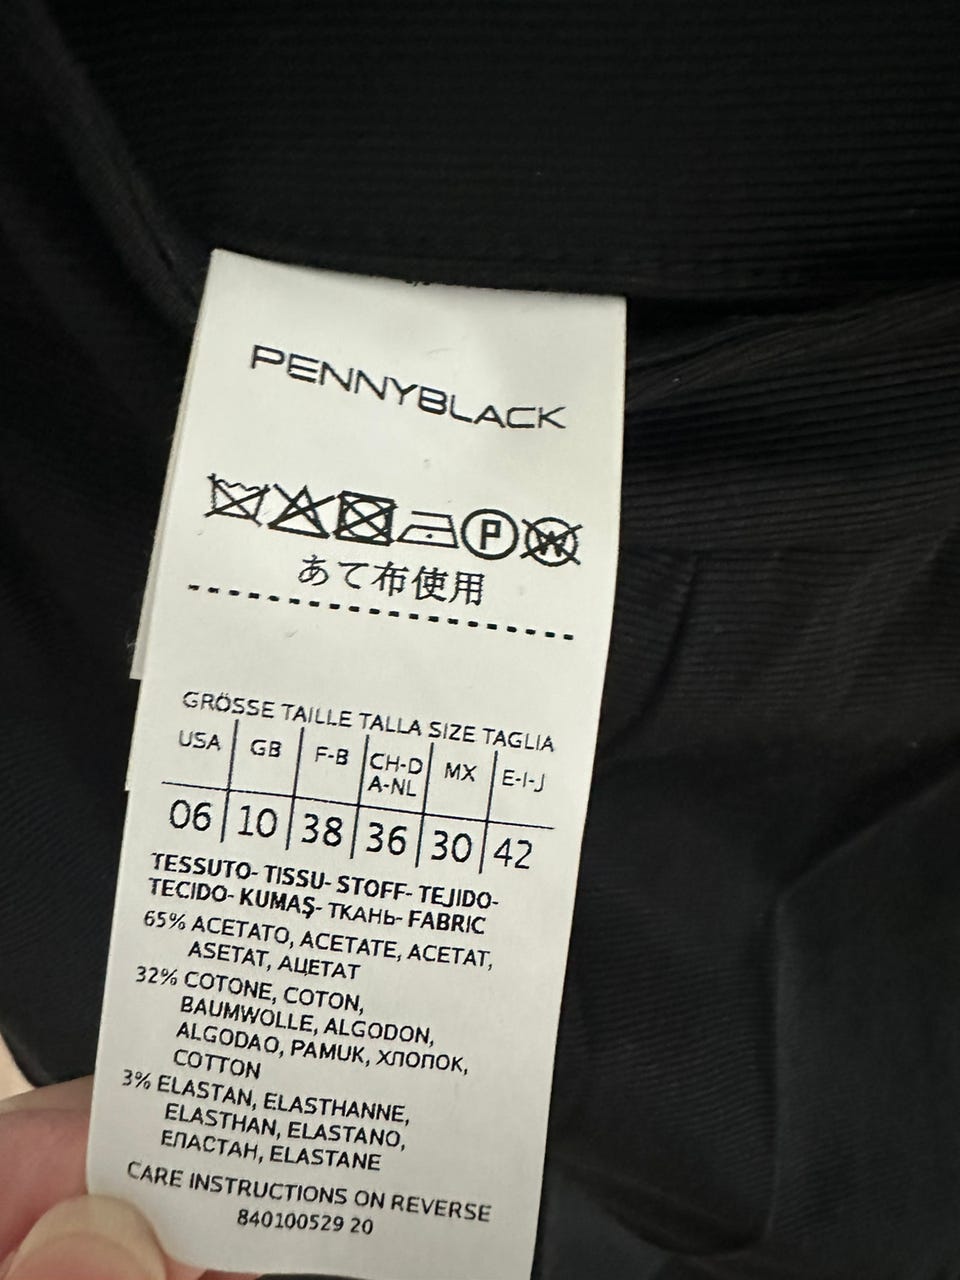 PENNYBLACK
P W
あて布使用
GRÖSSE TAILLE TALLA SIZE TAGLIA
USA GB F-B CH-D A-NL MX E-I-J
06 10 38 36 30 42
TESSUTO- TISSU- STOFF- TEJIDO-
TECIDO- KUMAŞ- ТКАНЬ- FABRIC
65% ACETATO, ACETATE, ACETAT,
ASETAT, АЦЕТАТ
32% COTONE, COTON,
BAUMWOLLE, ALGODON,
ALGODAO, PAMUK, ХЛОПОК,
COTTON
3% ELASTAN, ELASTHANNE,
ELASTHAN, ELASTANO,
ЕПАСТАН, ELASTANE
CARE INSTRUCTIONS ON REVERSE
840100529 20